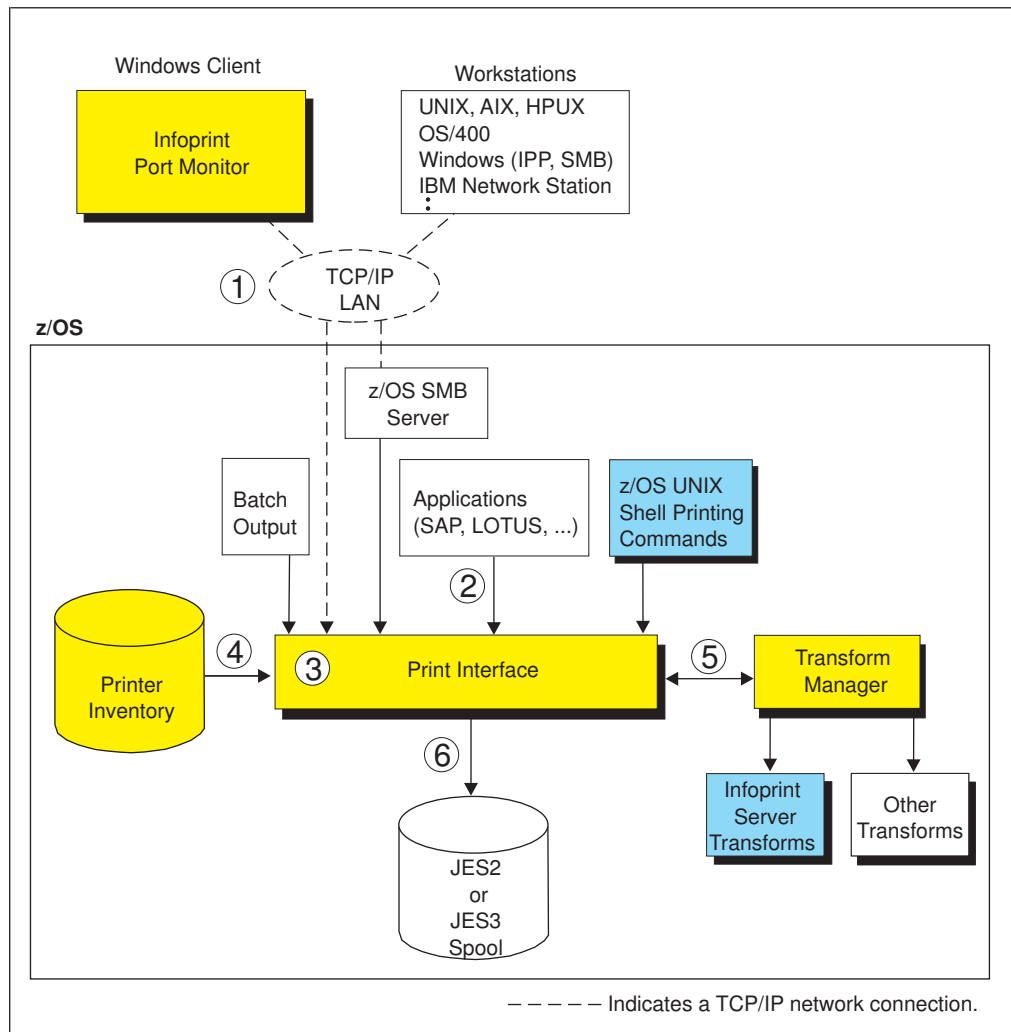 Windows Client
Workstations
Infoprint
Port Monitor
UNIX, AIX, HPUX
OS/400
Windows (IPP, SMB)
IBM Network Station
⋮
1
TCP/IP
LAN
z/OS
z/OS SMB
Server
Batch
Output
Applications
(SAP, LOTUS, ...)
z/OS UNIX
Shell Printing
Commands
2
Printer
Inventory
4
3
Print Interface
5
Transform
Manager
6
Infoprint
Server
Transforms
Other
Transforms
JES2
or
JES3
Spool
– – – – – – Indicates a TCP/IP network connection.